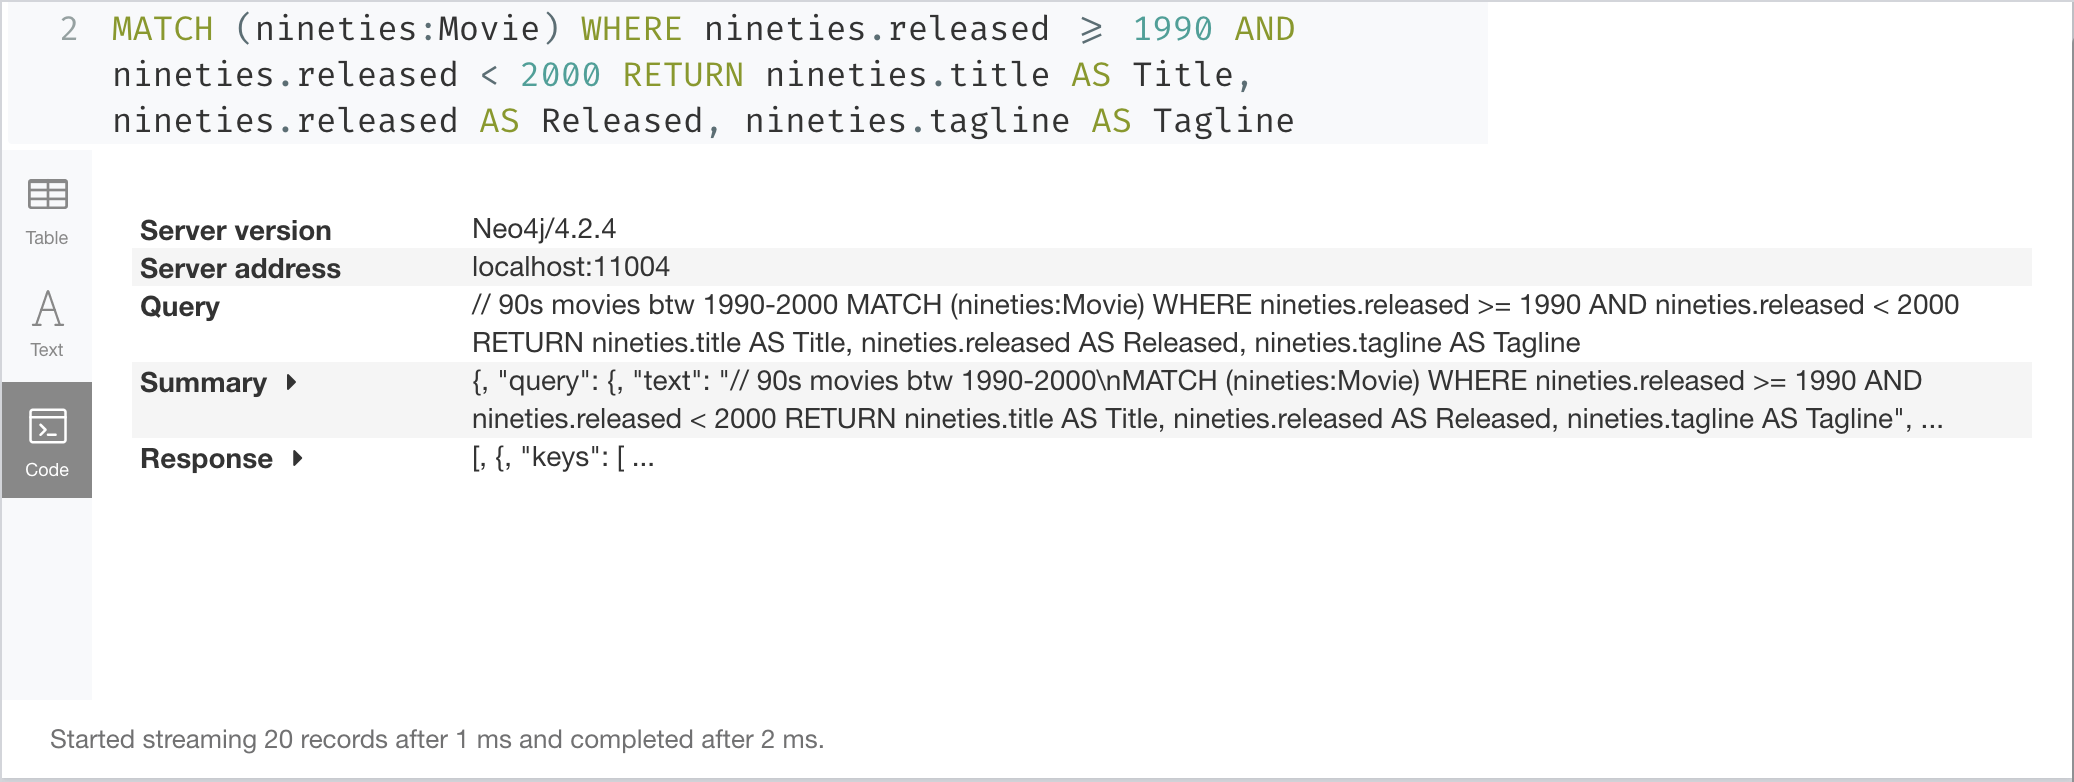 2 MATCH (nineties:Movie) WHERE nineties.released >= 1990 AND
nineties.released < 2000 RETURN nineties.title AS Title,
nineties.released AS Released, nineties.tagline AS Tagline
Table
Text
Code
Server version Neo4j/4.2.4
Server address localhost:11004
Query // 90s movies btw 1990-2000 MATCH (nineties:Movie) WHERE nineties.released >= 1990 AND nineties.released < 2000
RETURN nineties.title AS Title, nineties.released AS Released, nineties.tagline AS Tagline
Summary {, "query": {, "text": "// 90s movies btw 1990-2000\nMATCH (nineties:Movie) WHERE nineties.released >= 1990 AND
nineties.released < 2000 RETURN nineties.title AS Title, nineties.released AS Released, nineties.tagline AS Tagline", ...
Response [, {, "keys": [ ...
Started streaming 20 records after 1 ms and completed after 2 ms.